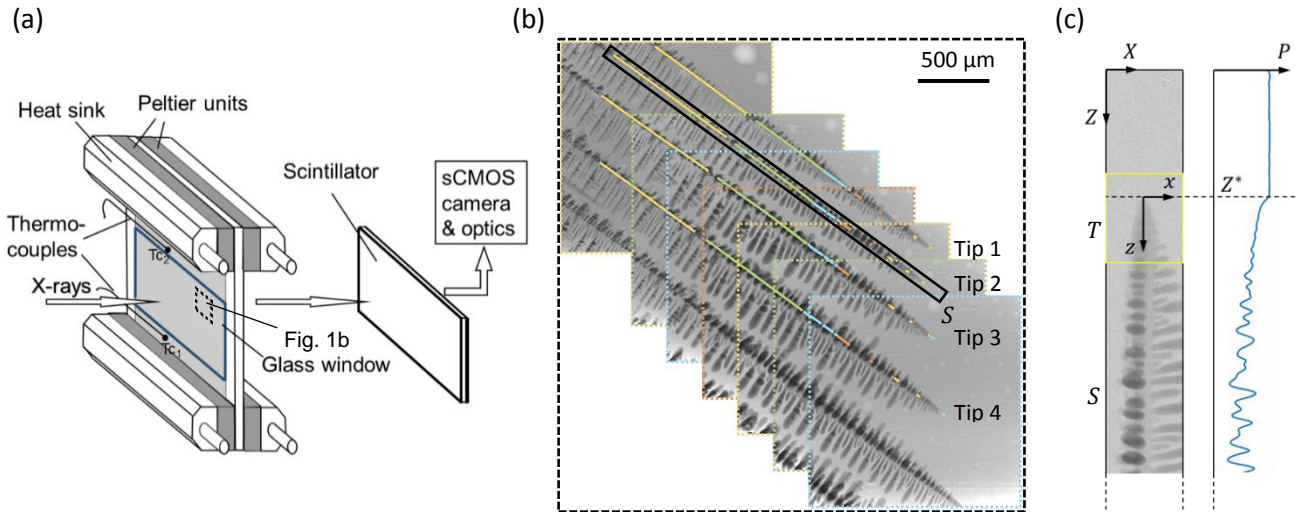 (a)
Heat sink
Peltier units
Scintillator
sCMOS
camera
& optics
Thermo-
couples
Tc2
X-rays
Fig. 1b
Tc1
Glass window
(b)
500 μm
Tip 1
Tip 2
S
Tip 3
Tip 4
(c)
X
P
Z
Z*
x
T
z
S